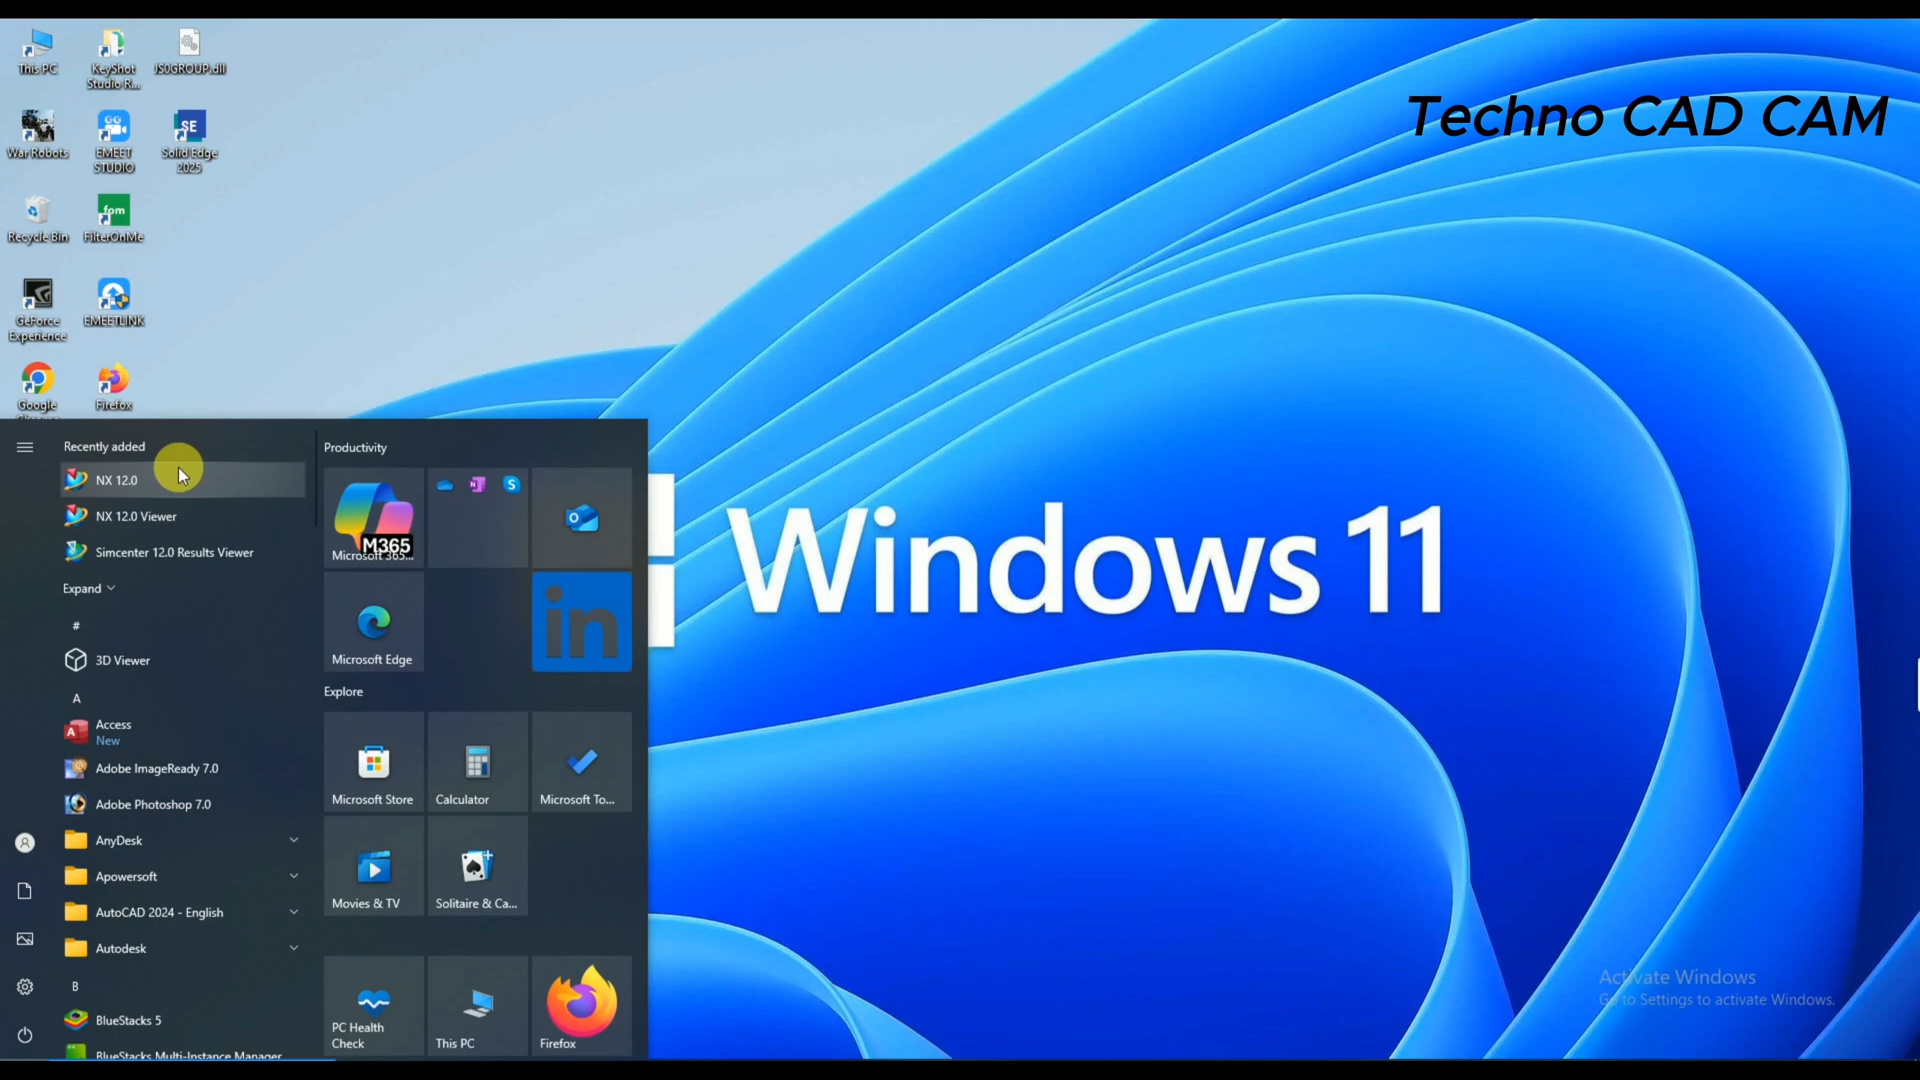 Techno CAD CAM
This PC
KeyShot
Studio R...
ISOGROUP.dll
War Robots
EMEET
STUDIO
SE
Solid Edge
2025
Recycle Bin
fom
FilterOnMe
GeForce
Experience
EMEETLINK
Google
Firefox
Recently added
NX 12.0
NX 12.0 Viewer
Simcenter 12.0 Results Viewer
Expand
#
3D Viewer
A
Access
New
Adobe ImageReady 7.0
Adobe Photoshop 7.0
AnyDesk
Apowersoft
AutoCAD 2024 - English
Autodesk
B
BlueStacks 5
BlueStacks Multi-Instance Manager
Productivity
M365
Microsoft 365...
Microsoft Edge
in
Explore
Microsoft Store
Calculator
Microsoft To...
Movies & TV
Solitaire & Ca...
PC Health
Check
This PC
Firefox
Windows 11
Activate Windows
Go to Settings to activate Windows.